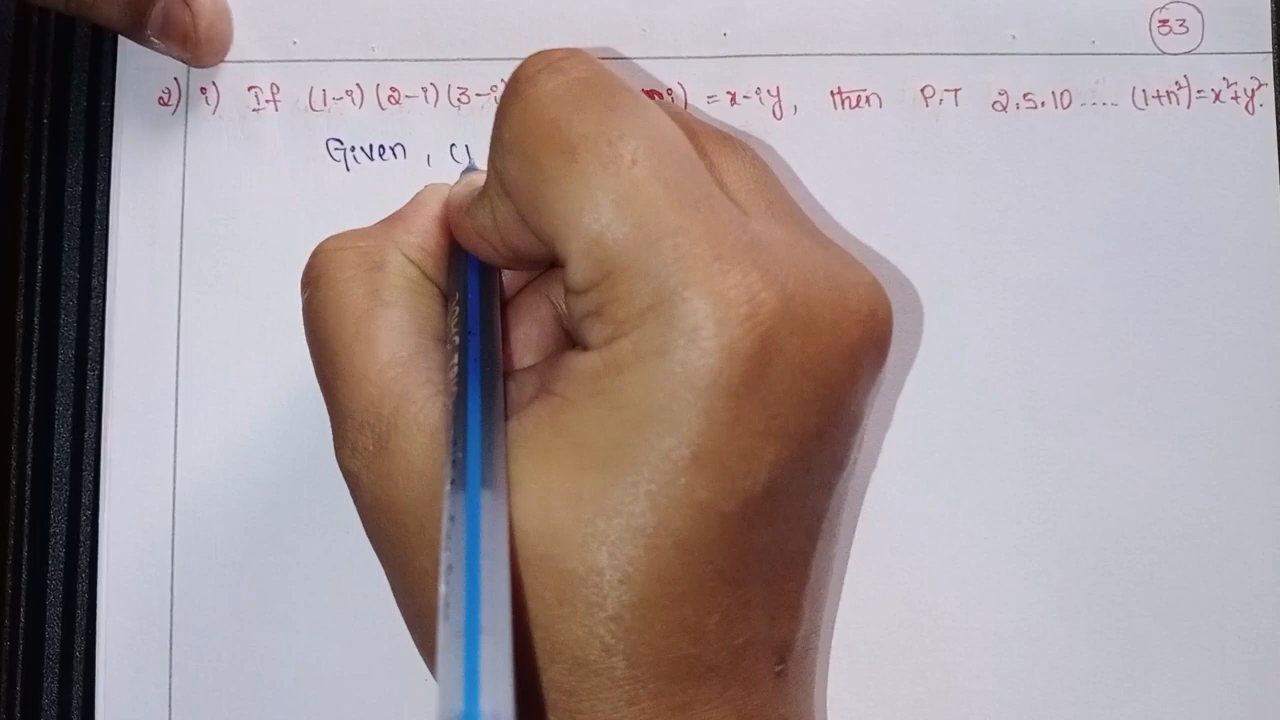 33
2) i) If (1-i) (2-i) (3-i = x-iy, then P.T 2.5.10..... (1+n²)=x²+y².
Given, (1